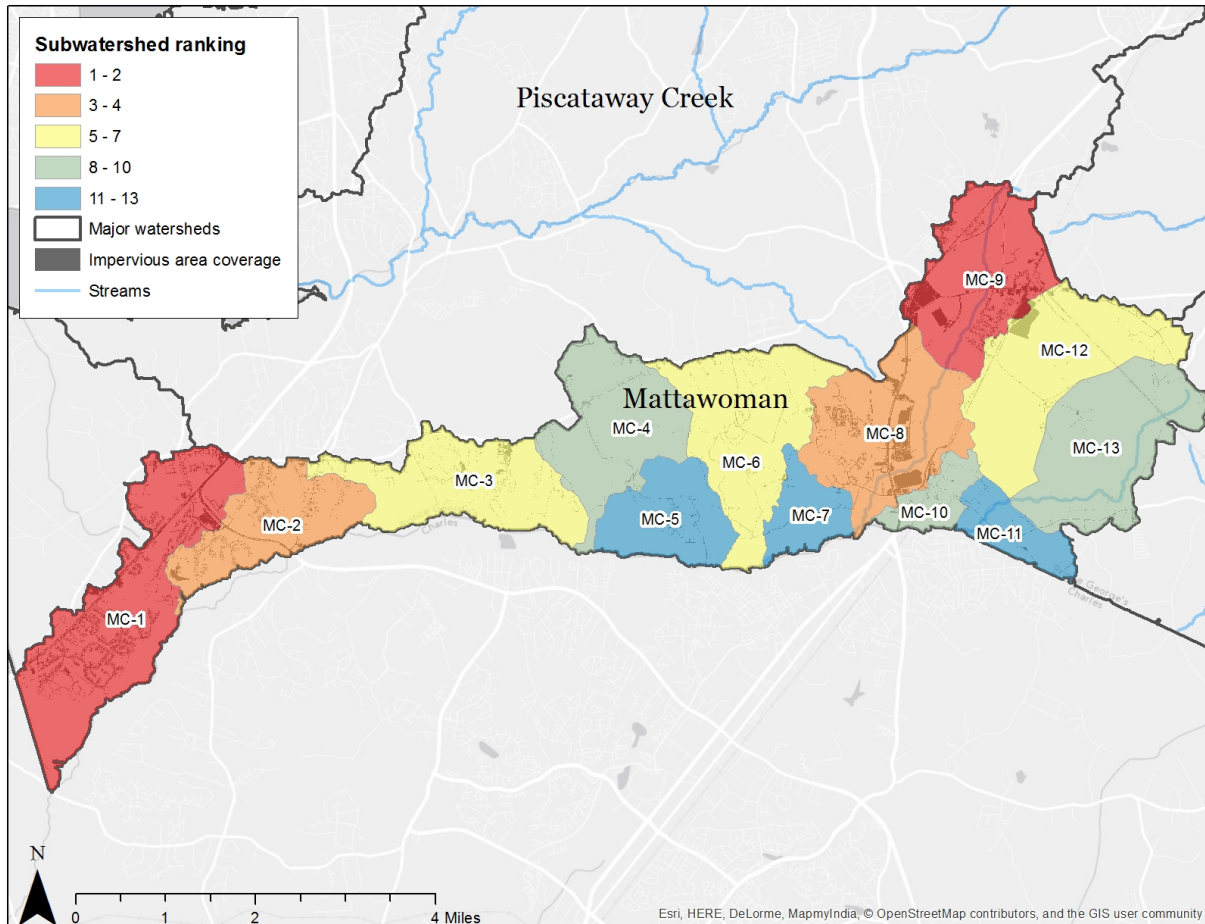 Subwatershed ranking
1 - 2
3 - 4
5 - 7
8 - 10
11 - 13
Major watersheds
Impervious area coverage
Streams
Piscataway Creek
MC-9
MC-12
Mattawoman
MC-4
MC-8
MC-13
MC-6
MC-3
MC-10
MC-5
MC-7
MC-2
MC-11
Charles
George's
Charles
MC-1
N
0 1 2 4 Miles
Esri, HERE, DeLorme, MapmyIndia, © OpenStreetMap contributors, and the GIS user community